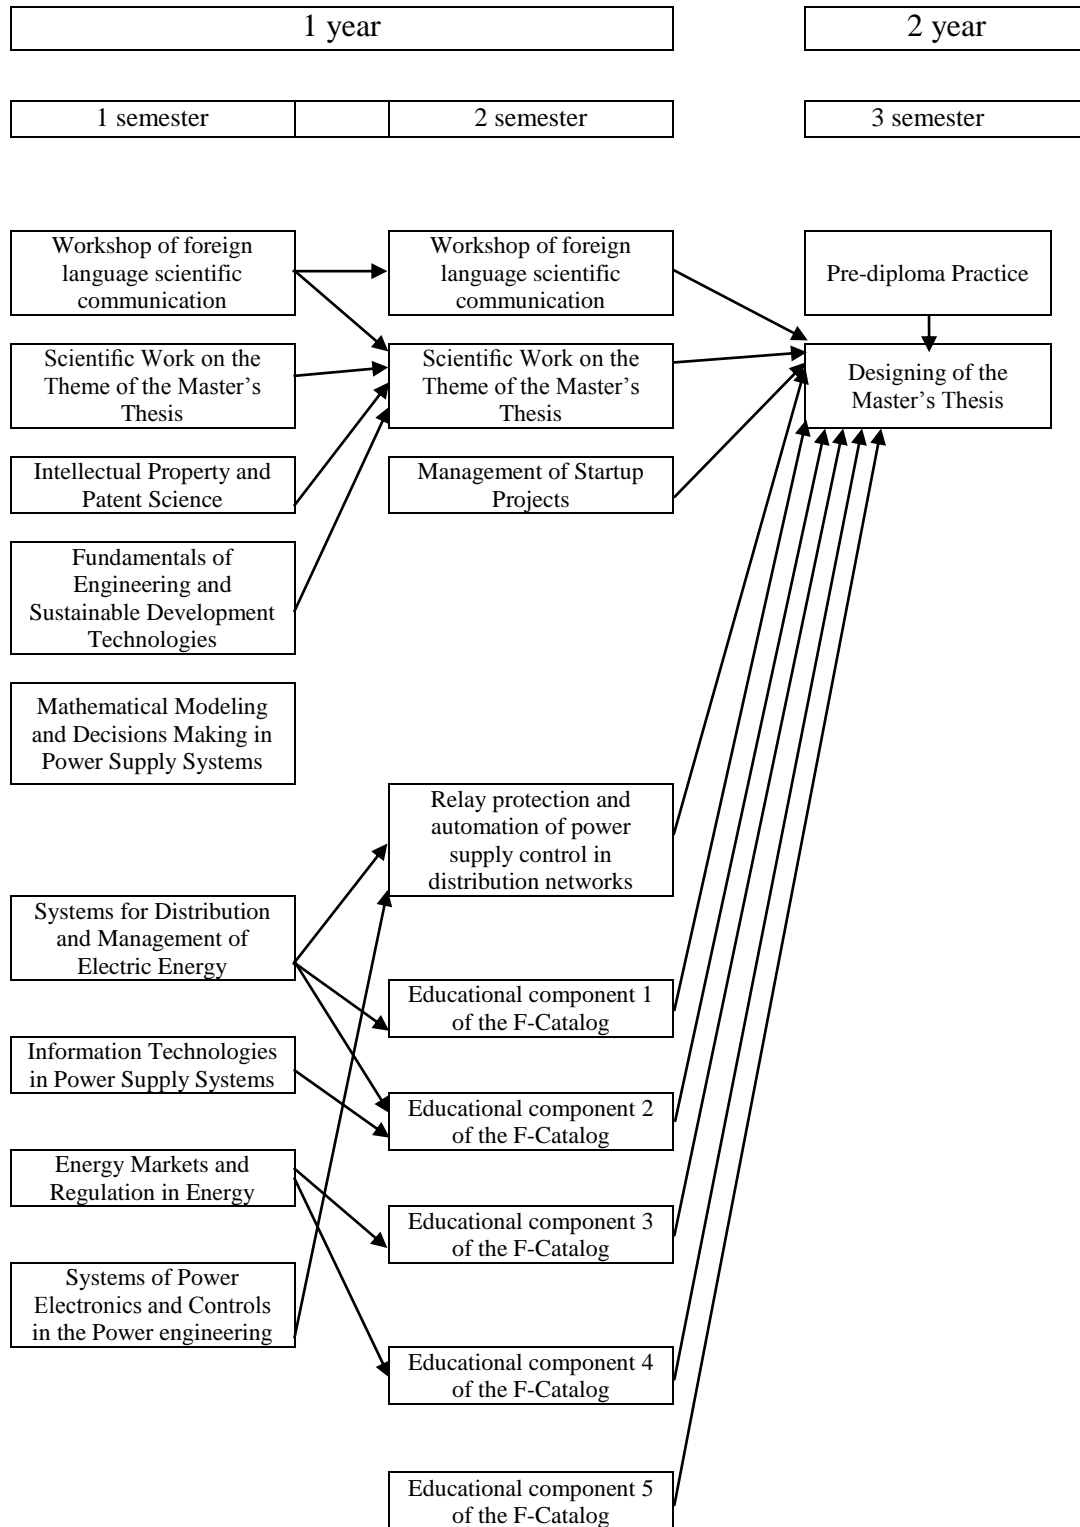 1 year
2 year
1 semester
2 semester
3 semester
Workshop of foreign
language scientific
communication
Workshop of foreign
language scientific
communication
Pre-diploma Practice
Scientific Work on the
Theme of the Master’s
Thesis
Scientific Work on the
Theme of the Master’s
Thesis
Designing of the
Master’s Thesis
Intellectual Property and
Patent Science
Management of Startup
Projects
Fundamentals of
Engineering and
Sustainable Development
Technologies
Mathematical Modeling
and Decisions Making in
Power Supply Systems
Relay protection and
automation of power
supply control in
distribution networks
Systems for Distribution
and Management of
Electric Energy
Educational component 1
of the F-Catalog
Information Technologies
in Power Supply Systems
Educational component 2
of the F-Catalog
Energy Markets and
Regulation in Energy
Educational component 3
of the F-Catalog
Systems of Power
Electronics and Controls
in the Power engineering
Educational component 4
of the F-Catalog
Educational component 5
of the F-Catalog